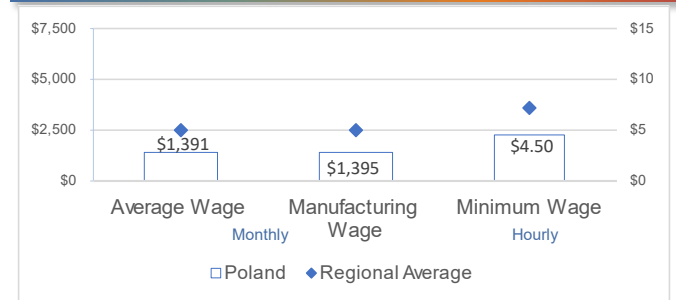 $7,500
$15
$5,000
$10
$2,500
$5
$0
$0
$1,391
$1,395
$4.50
Average Wage
Manufacturing
Wage
Minimum Wage
Monthly
Hourly
Poland
Regional Average